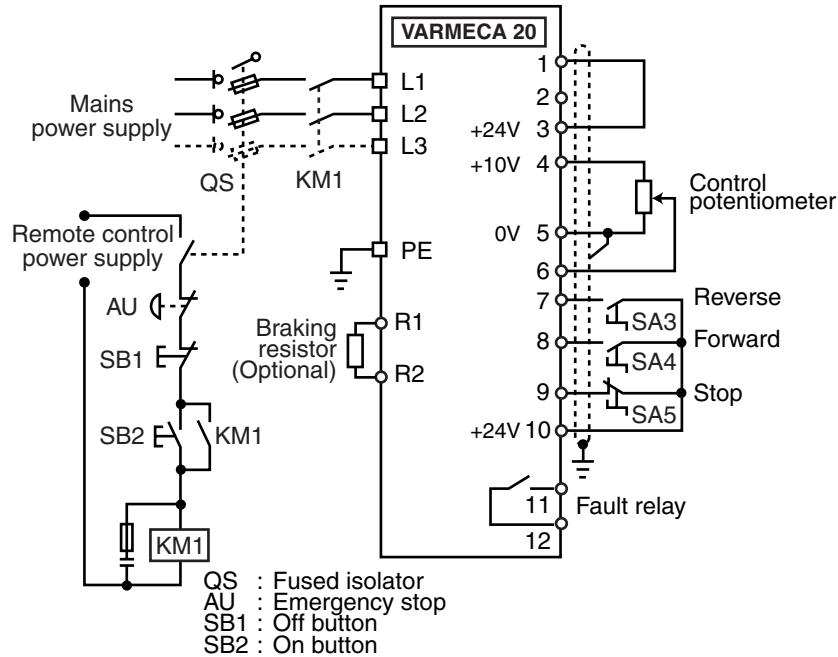 VARMECA 20
Mains
power supply
QS
KM1
L1
L2
L3
PE
R1
R2
Braking
resistor
(Optional)
Remote control
power supply
AU
SB1
SB2
KM1
KM1
1
2
+24V 3
+10V 4
0V 5
6
7
8
9
+24V 10
11
12
Control
potentiometer
Reverse
SA3
Forward
SA4
Stop
SA5
Fault relay
QS : Fused isolator
AU : Emergency stop
SB1 : Off button
SB2 : On button